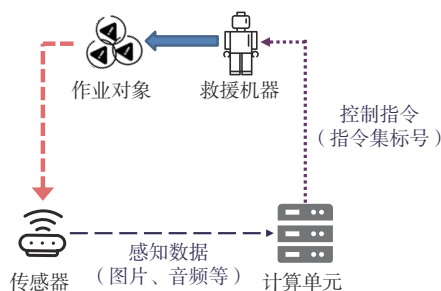 作业对象
救援机器
控制指令
（指令集标号）
感知数据
（图片、音频等）
传感器
计算单元